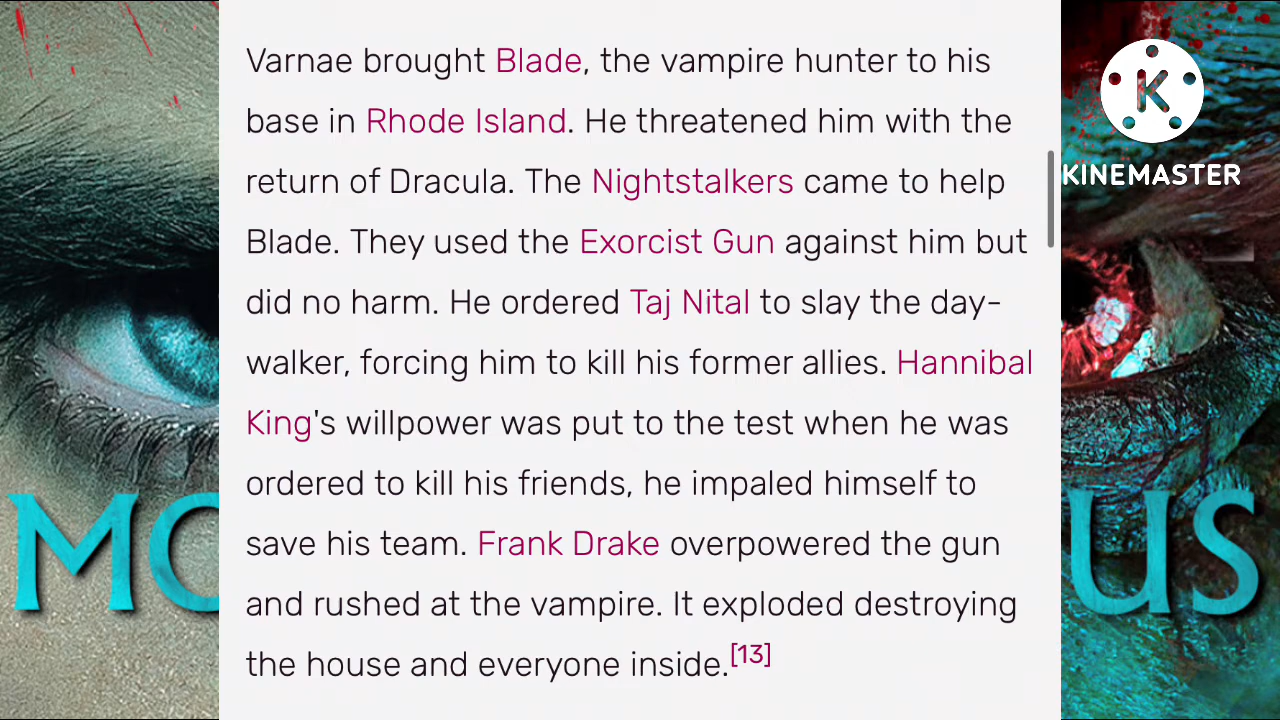 Varnae brought Blade, the vampire hunter to his
base in Rhode Island. He threatened him with the
return of Dracula. The Nightstalkers came to help
Blade. They used the Exorcist Gun against him but
did no harm. He ordered Taj Nital to slay the day-
walker, forcing him to kill his former allies. Hannibal
King's willpower was put to the test when he was
ordered to kill his friends, he impaled himself to
save his team. Frank Drake overpowered the gun
and rushed at the vampire. It exploded destroying
the house and everyone inside.[13]
K
KINEMASTER
MO
US